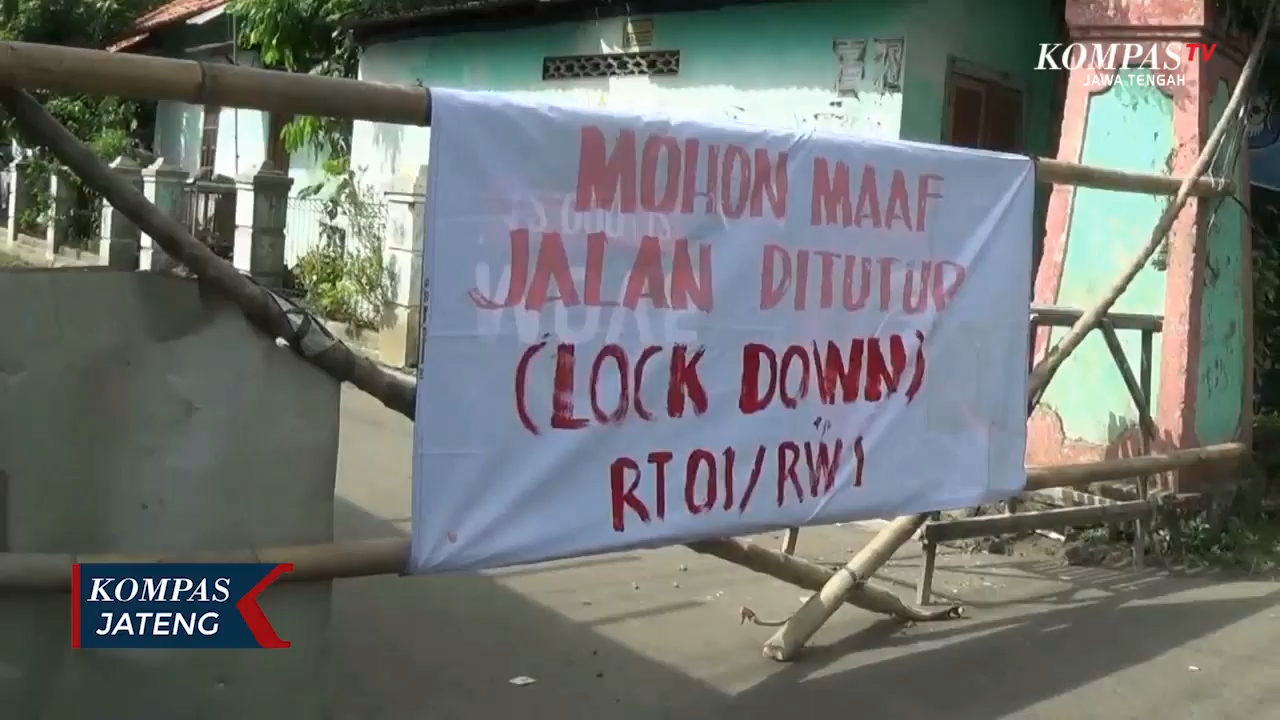 KOMPAS TV
JAWA TENGAH
MOHON MAAF
JALAN DITUTUP
(LOCK DOWN)
RT01/RW1
KOMPAS
JATENG